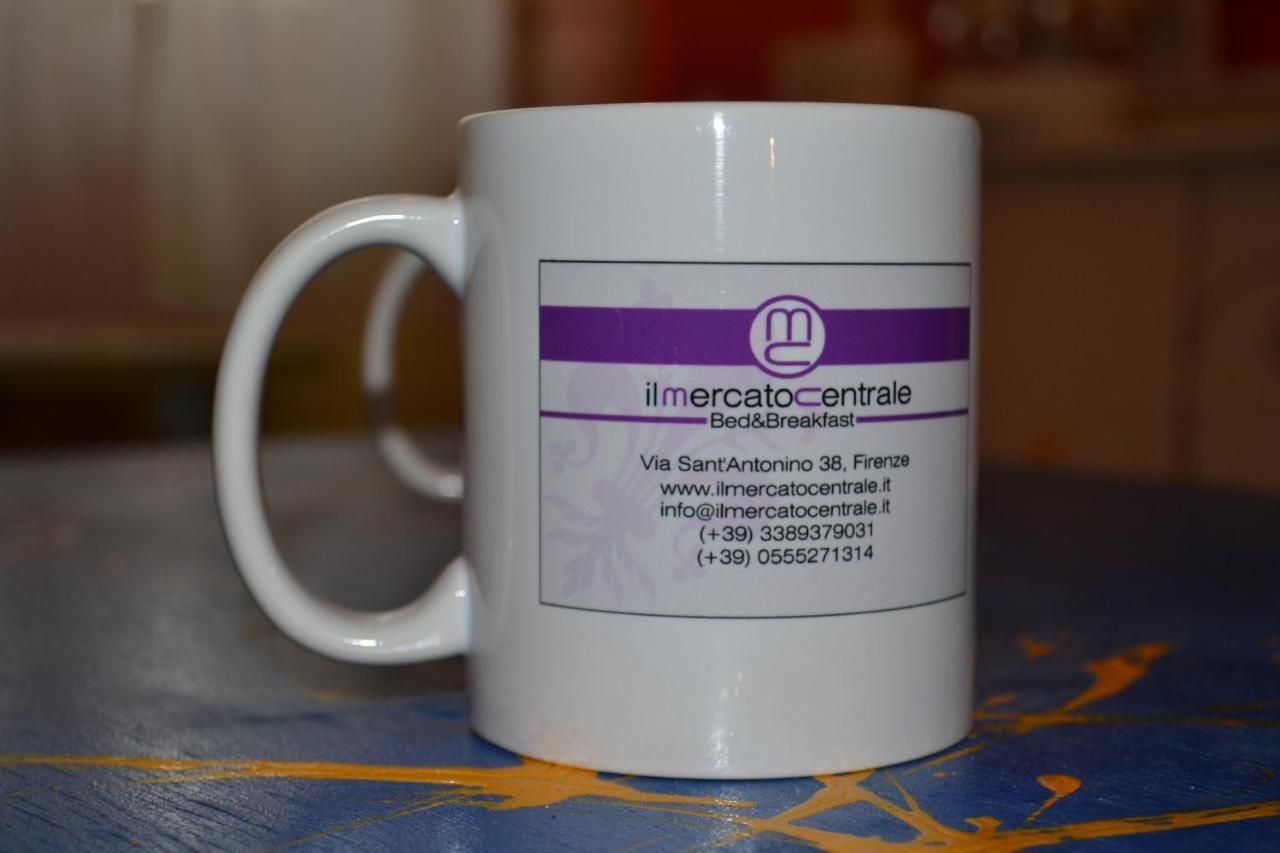 mc
ilmercatocentrale
Bed&Breakfast
Via Sant'Antonino 38, Firenze
www.ilmercatocentrale.it
info@ilmercatocentrale.it
(+39) 3389379031
(+39) 0555271314